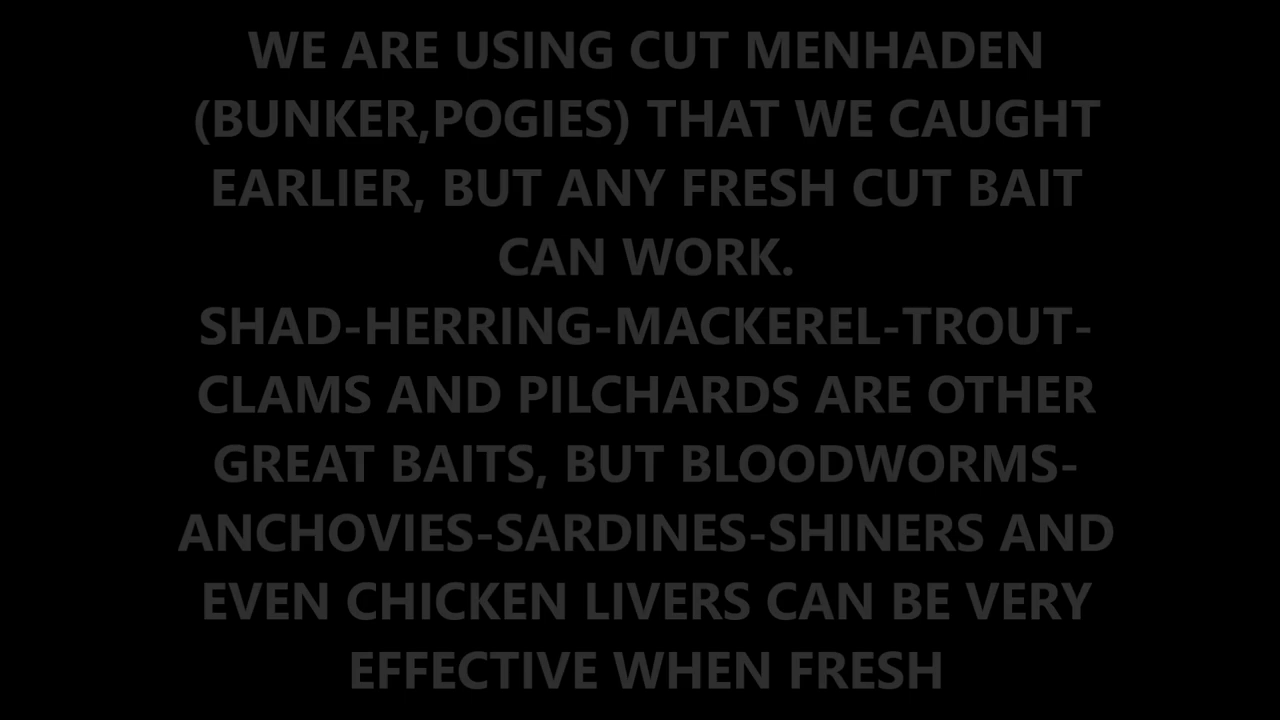 WE ARE USING CUT MENHADEN
(BUNKER,POGIES) THAT WE CAUGHT
EARLIER, BUT ANY FRESH CUT BAIT
CAN WORK.
SHAD-HERRING-MACKEREL-TROUT-
CLAMS AND PILCHARDS ARE OTHER
GREAT BAITS, BUT BLOODWORMS-
ANCHOVIES-SARDINES-SHINERS AND
EVEN CHICKEN LIVERS CAN BE VERY
EFFECTIVE WHEN FRESH